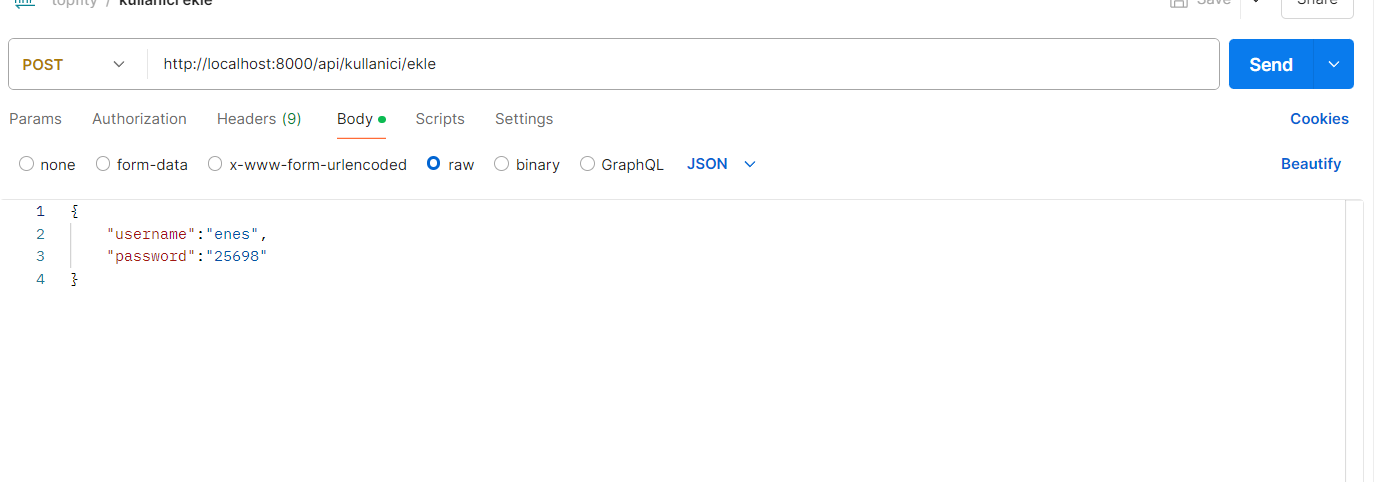 topfity / kullanici ekle Save Share
POST http://localhost:8000/api/kullanici/ekle Send
Params Authorization Headers (9) Body Scripts Settings Cookies
none form-data x-www-form-urlencoded raw binary GraphQL JSON Beautify
1 {
2 "username":"enes",
3 "password":"25698"
4 }